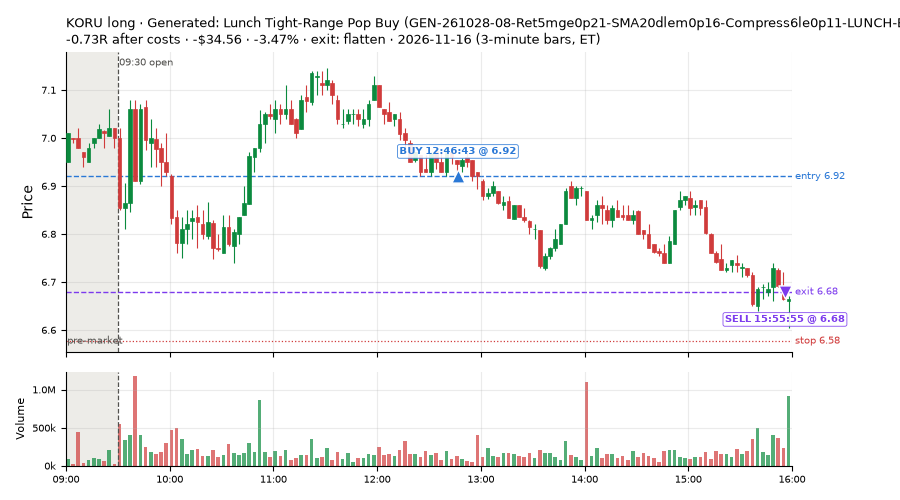 KORU long · Generated: Lunch Tight-Range Pop Buy (GEN-261028-08-Ret5mge0p21-SMA20dlem0p16-Compress6le0p11-LUNCH-
-0.73R after costs · -$34.56 · -3.47% · exit: flatten · 2026-11-16 (3-minute bars, ET)
09:30 open
7.1
7.0
6.9
6.8
6.7
6.6
Price
BUY 12:46:43 @ 6.92
entry 6.92
exit 6.68
SELL 15:55:55 @ 6.68
stop 6.58
pre-market
1.0M
500k
0k
Volume
09:00
10:00
11:00
12:00
13:00
14:00
15:00
16:00